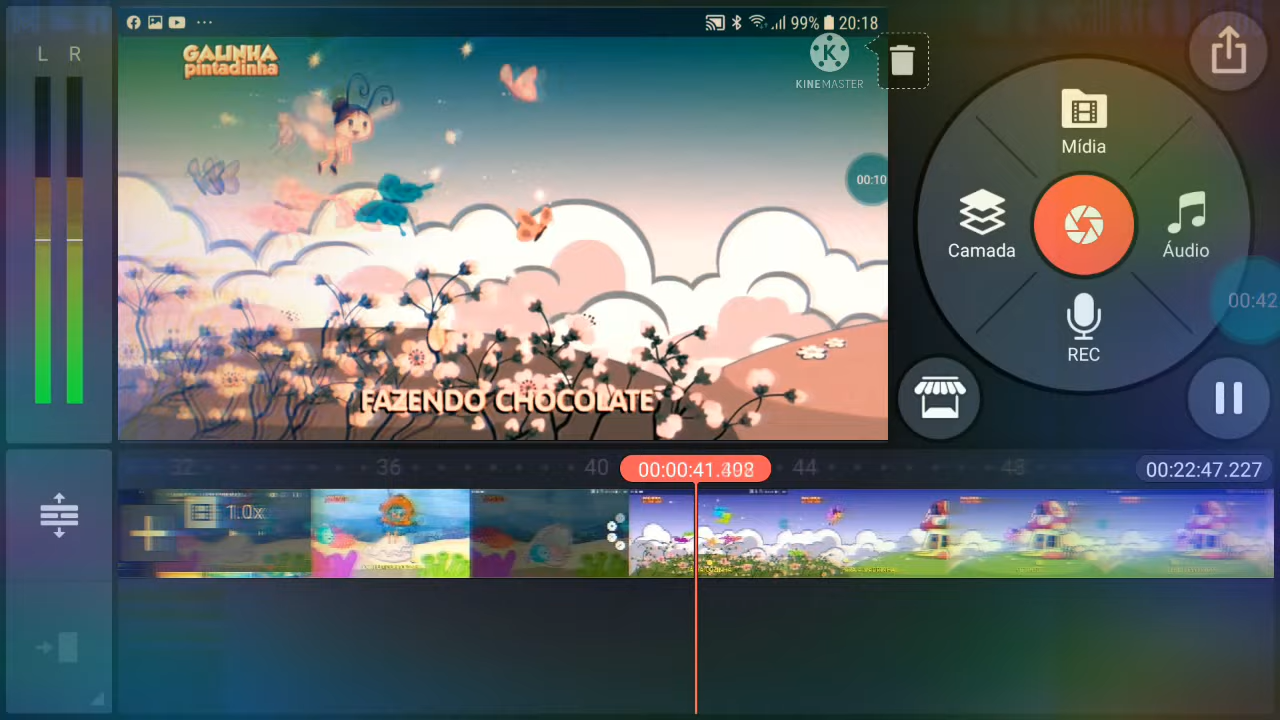 L R
99% 20:18
GALINHA
pintadinha
K
KINEMASTER
00:10
FAZENDO CHOCOLATE
Mídia
Camada
Áudio
REC
00:42
32 36 40 44 48
00:22:47.227
1.0x